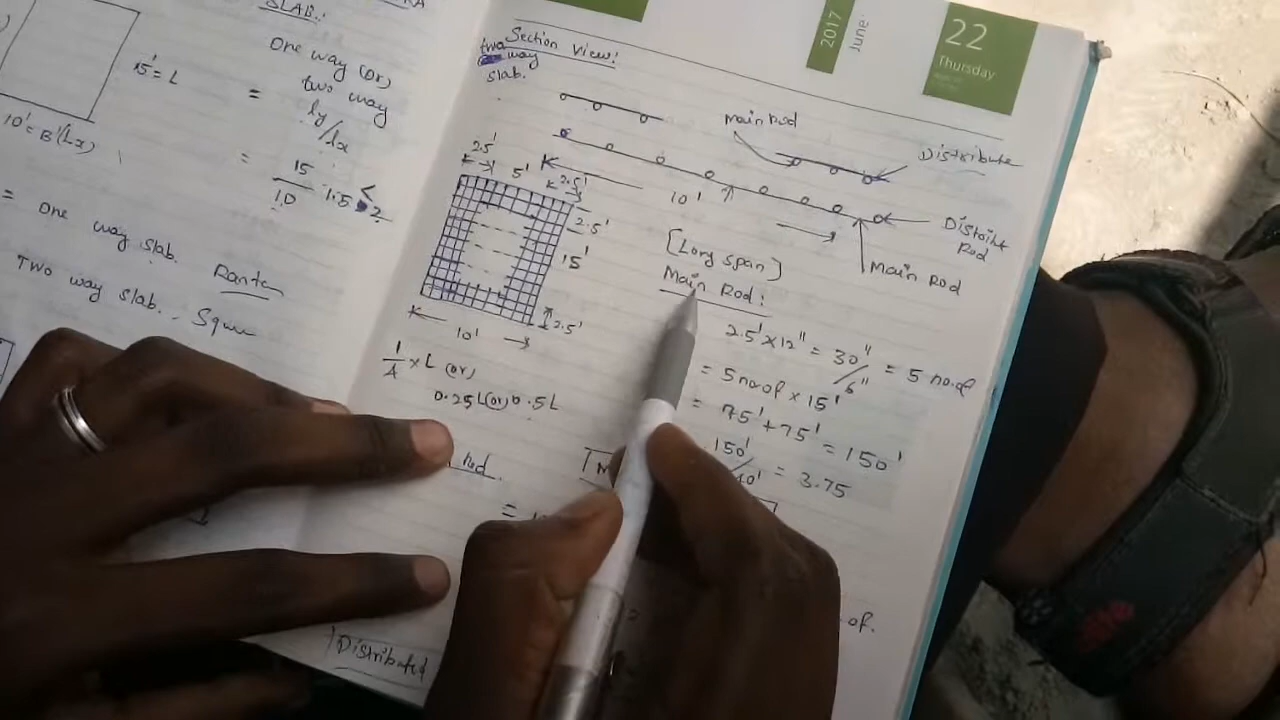 SLAB:
15' = L
10' = B'(Lx)
One way (or)
two way
= ly/lx
= 15/10 1.5 < 2
= One way slab.
Two way slab.
2017
June
22
Thursday
Section View:
two way
slab.
Main Rod
Distribute
10'
Main Rod
Rod
2.5'
5'
2.5'
2.5'
15'
10'
2.5'
1/4 x L (or)
0.25L (or) 0.5L
[Long span]
Main Rod:
2.5' x 12" = 30"/6" = 5 no.of
= 5 no.of x 15'
= 75' + 75' = 150'
150'/40' = 3.75
Rod.
of.
Distributed